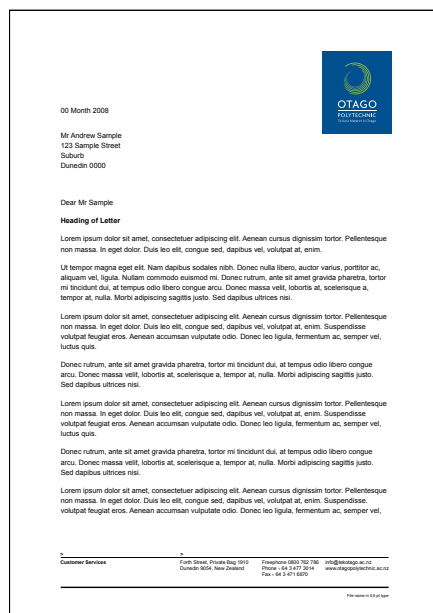 OTAGO
POLYTECHNIC
Te Kura Matatini ki Otago
00 Month 2008
Mr Andrew Sample
123 Sample Street
Suburb
Dunedin 0000
Dear Mr Sample
Heading of Letter
Lorem ipsum dolor sit amet, consectetuer adipiscing elit. Aenean cursus dignissim tortor. Pellentesque
non massa. In eget dolor. Duis leo elit, congue sed, dapibus vel, volutpat at, enim.
Ut tempor magna eget elit. Nam dapibus sodales nibh. Donec nulla libero, auctor varius, porttitor ac,
aliquam vel, ligula. Nullam commodo euismod mi. Donec rutrum, ante sit amet gravida pharetra, tortor
mi tincidunt dui, at tempus odio libero congue arcu. Donec massa velit, lobortis at, scelerisque a,
tempor at, nulla. Morbi adipiscing sagittis justo. Sed dapibus ultrices nisi.
Lorem ipsum dolor sit amet, consectetuer adipiscing elit. Aenean cursus dignissim tortor. Pellentesque
non massa. In eget dolor. Duis leo elit, congue sed, dapibus vel, volutpat at, enim. Suspendisse
volutpat feugiat eros. Aenean accumsan vulputate odio. Donec leo ligula, fermentum ac, semper vel,
luctus quis.
Donec rutrum, ante sit amet gravida pharetra, tortor mi tincidunt dui, at tempus odio libero congue
arcu. Donec massa velit, lobortis at, scelerisque a, tempor at, nulla. Morbi adipiscing sagittis justo.
Sed dapibus ultrices nisi.
Lorem ipsum dolor sit amet, consectetuer adipiscing elit. Aenean cursus dignissim tortor. Pellentesque
non massa. In eget dolor. Duis leo elit, congue sed, dapibus vel, volutpat at, enim. Suspendisse
volutpat feugiat eros. Aenean accumsan vulputate odio. Donec leo ligula, fermentum ac, semper vel,
luctus quis.
Donec rutrum, ante sit amet gravida pharetra, tortor mi tincidunt dui, at tempus odio libero congue
arcu. Donec massa velit, lobortis at, scelerisque a, tempor at, nulla. Morbi adipiscing sagittis justo.
Sed dapibus ultrices nisi.
Lorem ipsum dolor sit amet, consectetuer adipiscing elit. Aenean cursus dignissim tortor. Pellentesque
non massa. In eget dolor. Duis leo elit, congue sed, dapibus vel, volutpat at, enim. Suspendisse
volutpat feugiat eros. Aenean accumsan vulputate odio. Donec leo ligula, fermentum ac, semper vel,
> >
Customer Services Forth Street, Private Bag 1910 Freephone 0800 762 786 info@tekotago.ac.nz
Dunedin 9054, New Zealand Phone + 64 3 477 3014 www.otagopolytechnic.ac.nz
Fax + 64 3 471 6870
File name in 5.5 pt type